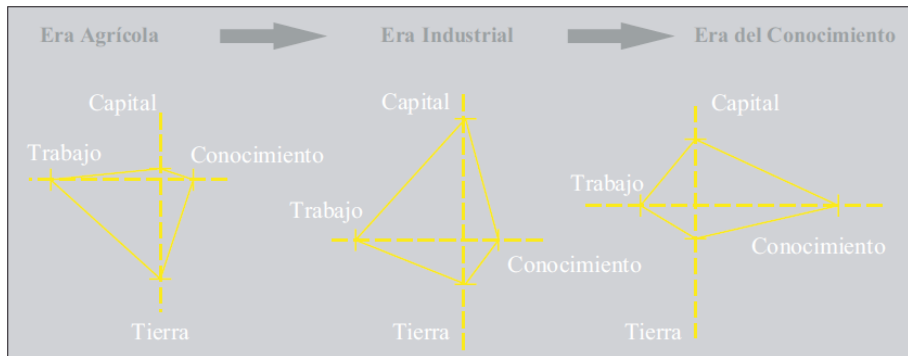 Era Agrícola
Era Industrial
Era del Conocimiento
Capital
Trabajo
Conocimiento
Tierra
Capital
Trabajo
Conocimiento
Tierra
Capital
Trabajo
Conocimiento
Tierra